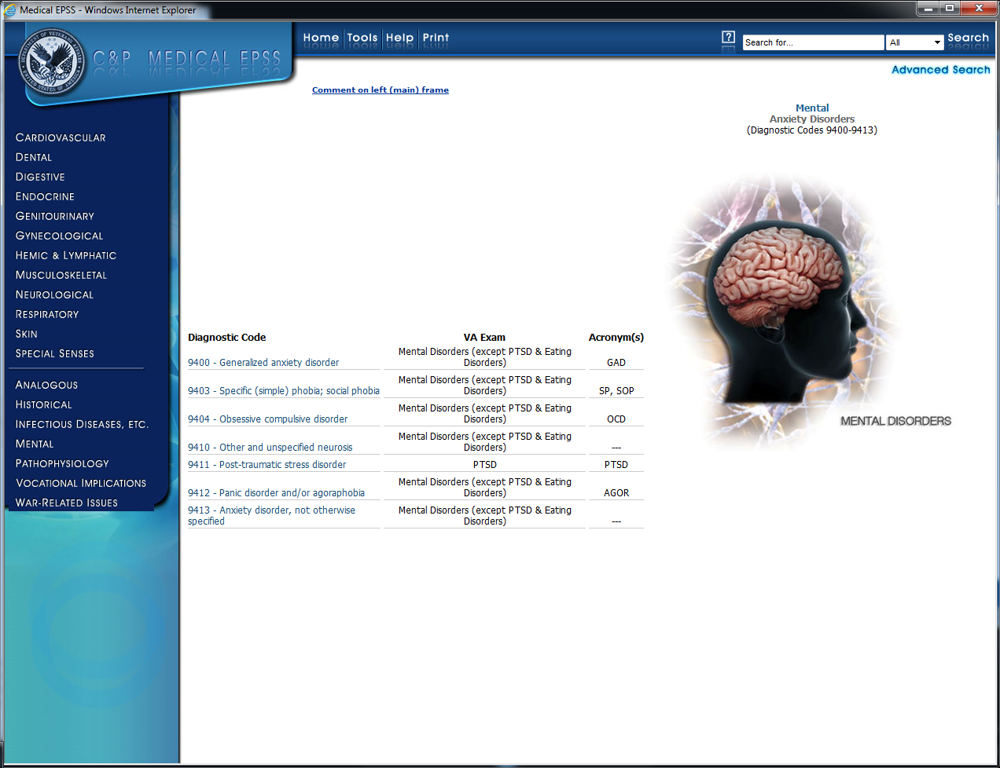 Medical EPSS - Windows Internet Explorer
C&P MEDICAL EPSS
Home Tools Help Print
? Search for... All Search
Advanced Search
Comment on left (main) frame
Mental
Anxiety Disorders
(Diagnostic Codes 9400-9413)
CARDIOVASCULAR
DENTAL
DIGESTIVE
ENDOCRINE
GENITOURINARY
GYNECOLOGICAL
HEMIC & LYMPHATIC
MUSCULOSKELETAL
NEUROLOGICAL
RESPIRATORY
SKIN
SPECIAL SENSES
ANALOGOUS
HISTORICAL
INFECTIOUS DISEASES, ETC.
MENTAL
PATHOPHYSIOLOGY
VOCATIONAL IMPLICATIONS
WAR-RELATED ISSUES
Diagnostic Code VA Exam Acronym(s)
Mental Disorders (except PTSD & Eating
9400 - Generalized anxiety disorder Disorders) GAD
Mental Disorders (except PTSD & Eating
9403 - Specific (simple) phobia; social phobia Disorders) SP, SOP
Mental Disorders (except PTSD & Eating
9404 - Obsessive compulsive disorder Disorders) OCD
Mental Disorders (except PTSD & Eating
9410 - Other and unspecified neurosis Disorders) ---
9411 - Post-traumatic stress disorder PTSD PTSD
Mental Disorders (except PTSD & Eating
9412 - Panic disorder and/or agoraphobia Disorders) AGOR
9413 - Anxiety disorder, not otherwise Mental Disorders (except PTSD & Eating
specified Disorders) ---
MENTAL DISORDERS